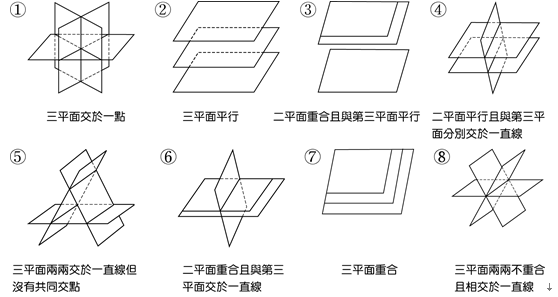 ①
②
③
④
三平面交於一點
三平面平行
二平面重合且與第三平面平行
二平面平行且與第三平
面分別交於一直線
⑤
⑥
⑦
⑧
三平面兩兩交於一直線但
沒有共同交點
二平面重合且與第三
平面交於一直線
三平面重合
三平面兩兩不重合
且相交於一直線 ↓